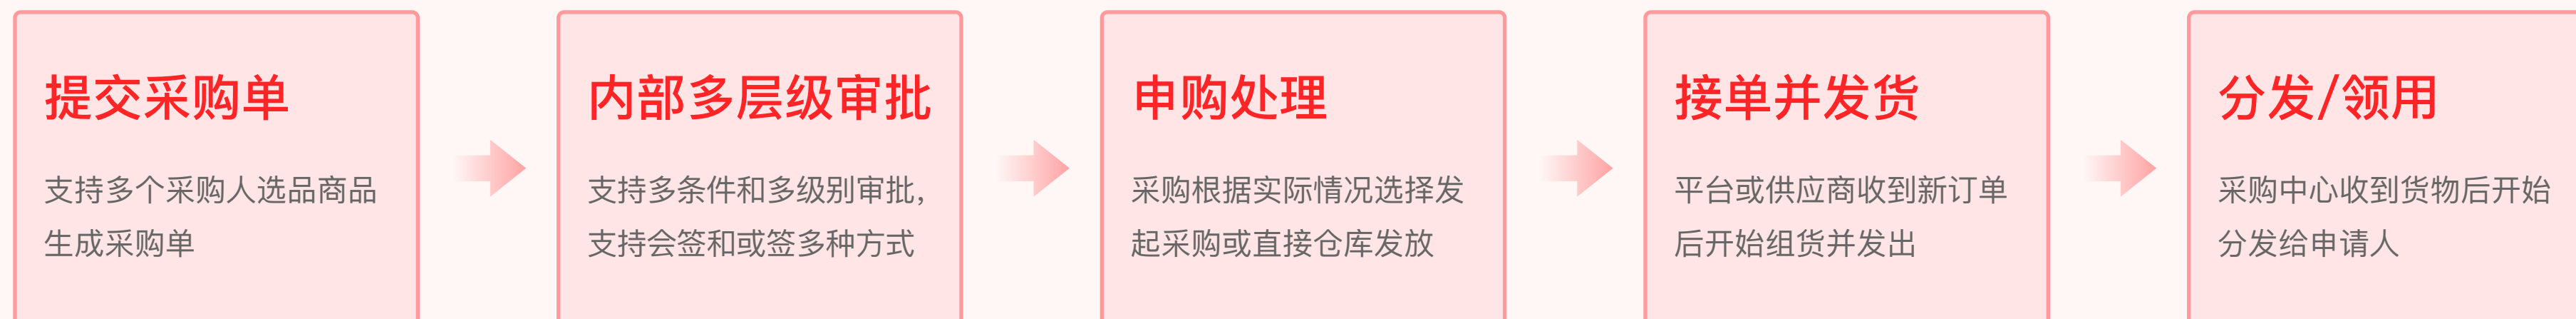 提交采购单
支持多个采购人选品商品
生成采购单
内部多层级审批
支持多条件和多级别审批,
支持会签和或签多种方式
申购处理
采购根据实际情况选择发
起采购或直接仓库发放
接单并发货
平台或供应商收到新订单
后开始组货并发出
分发/领用
采购中心收到货物后开始
分发给申请人